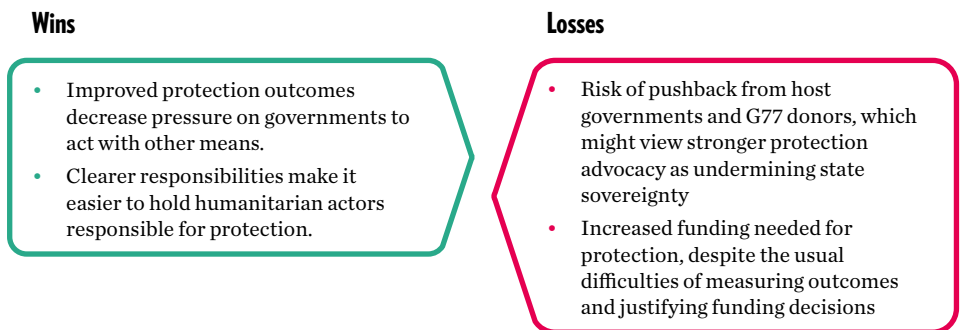 Wins
• Improved protection outcomes
decrease pressure on governments to
act with other means.
• Clearer responsibilities make it
easier to hold humanitarian actors
responsible for protection.
Losses
• Risk of pushback from host
governments and G77 donors, which
might view stronger protection
advocacy as undermining state
sovereignty
• Increased funding needed for
protection, despite the usual
difficulties of measuring outcomes
and justifying funding decisions